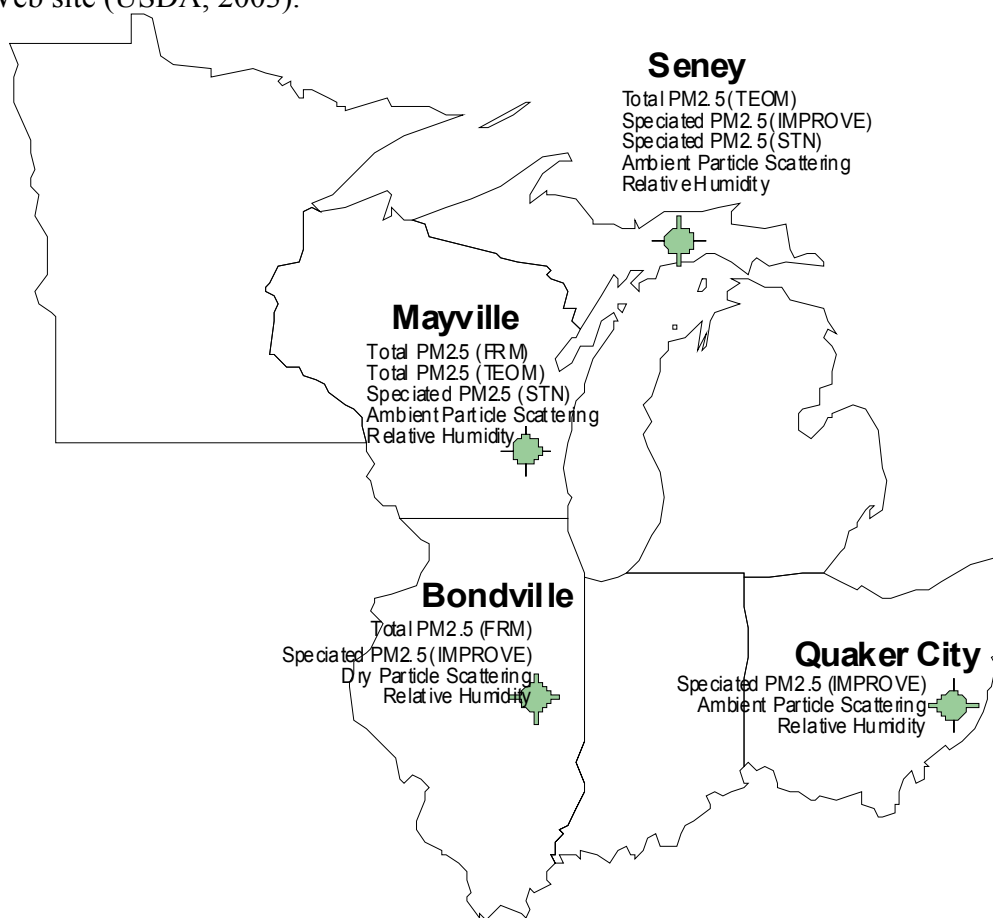 Web site (USDA, 2005).
Seney
Total PM2.5 (TEOM)
Speciated PM2.5 (IMPROVE)
Speciated PM2.5 (STN)
Ambient Particle Scattering
Relative Humidity
Mayville
Total PM2.5 (FRM)
Total PM2.5 (TEOM)
Speciated PM2.5 (STN)
Ambient Particle Scattering
Relative Humidity
Bondville
Total PM2.5 (FRM)
Speciated PM2.5 (IMPROVE)
Dry Particle Scattering
Relative Humidity
Quaker City
Speciated PM2.5 (IMPROVE)
Ambient Particle Scattering
Relative Humidity